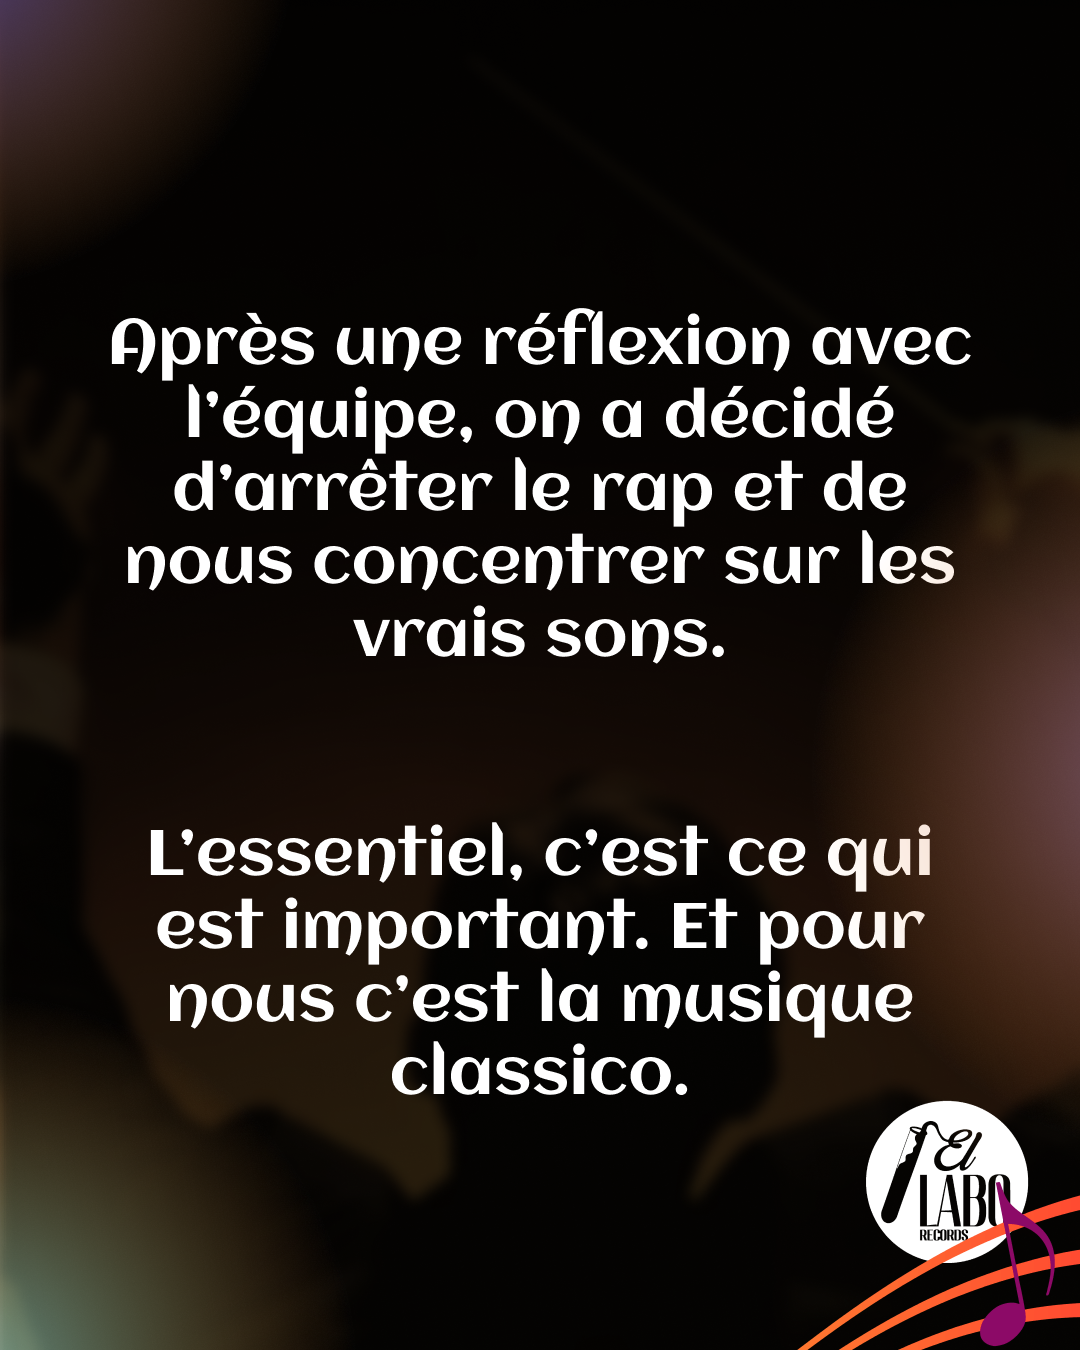 Après une réflexion avec
l’équipe, on a décidé
d’arrêter le rap et de
nous concentrer sur les
vrais sons.
L’essentiel, c’est ce qui
est important. Et pour
nous c’est la musique
classico.
El
LABO
RECORDS